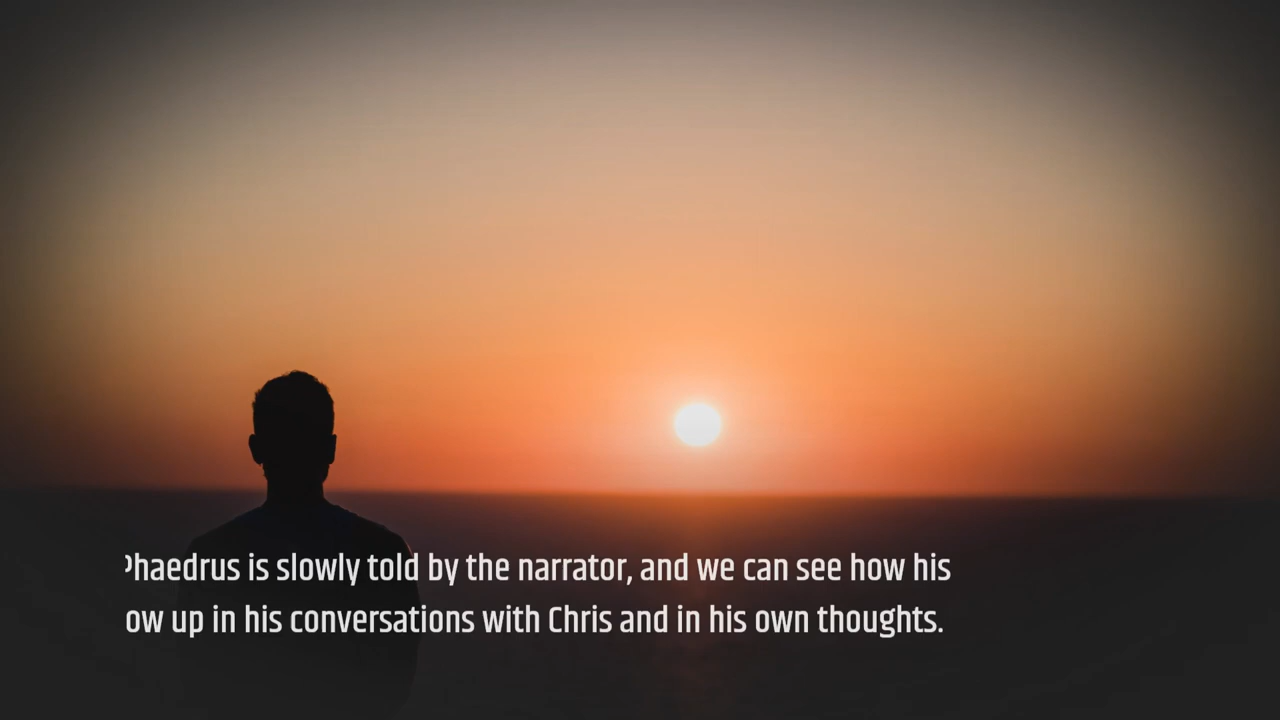 Phaedrus is slowly told by the narrator, and we can see how his
ow up in his conversations with Chris and in his own thoughts.